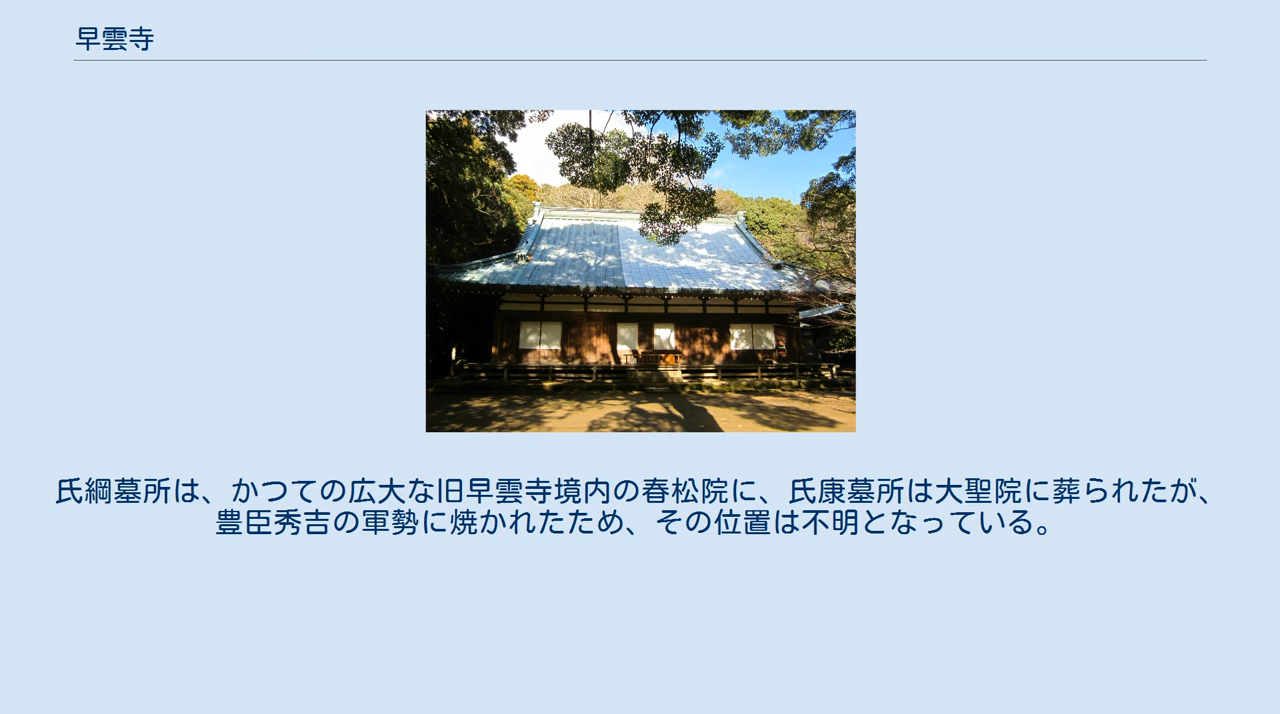 早雲寺
氏綱墓所は、かつての広大な旧早雲寺境内の春松院に、氏康墓所は大聖院に葬られたが、
豊臣秀吉の軍勢に焼かれたため、その位置は不明となっている。